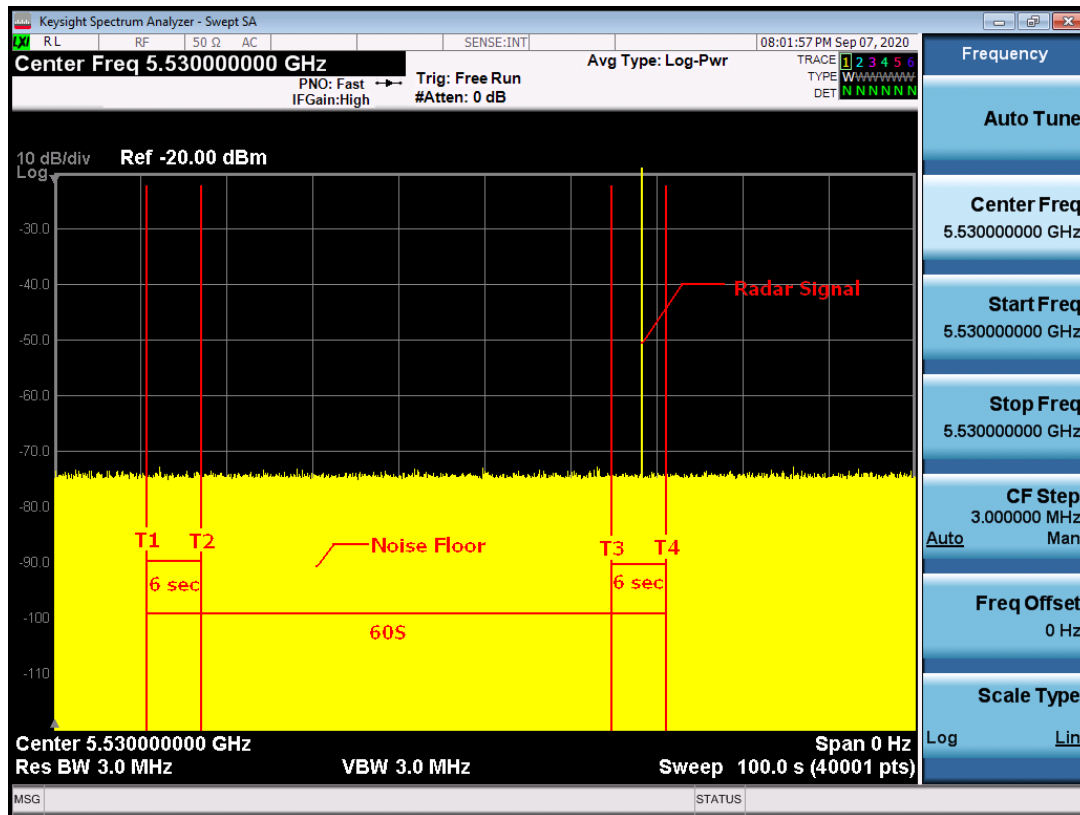 Keysight Spectrum Analyzer - Swept SA
LXI RL RF 50 Ω AC SENSE:INT 08:01:57 PM Sep 07, 2020
Center Freq 5.530000000 GHz
PNO: Fast
IFGain:High
Trig: Free Run
#Atten: 0 dB
Avg Type: Log-Pwr
TRACE 1 2 3 4 5 6
TYPE WWWWWW
DET N N N N N N
10 dB/div
Log
Ref -20.00 dBm
-30.0
-40.0
-50.0
-60.0
-70.0
-80.0
-90.0
-100
-110
Radar Signal
T1 T2
Noise Floor
T3 T4
6 sec
6 sec
60S
Center 5.530000000 GHz
Span 0 Hz
Res BW 3.0 MHz
VBW 3.0 MHz
Sweep 100.0 s (40001 pts)
MSG
STATUS
Frequency
Auto Tune
Center Freq
5.530000000 GHz
Start Freq
5.530000000 GHz
Stop Freq
5.530000000 GHz
CF Step
3.000000 MHz
Auto Man
Freq Offset
0 Hz
Scale Type
Log Lin